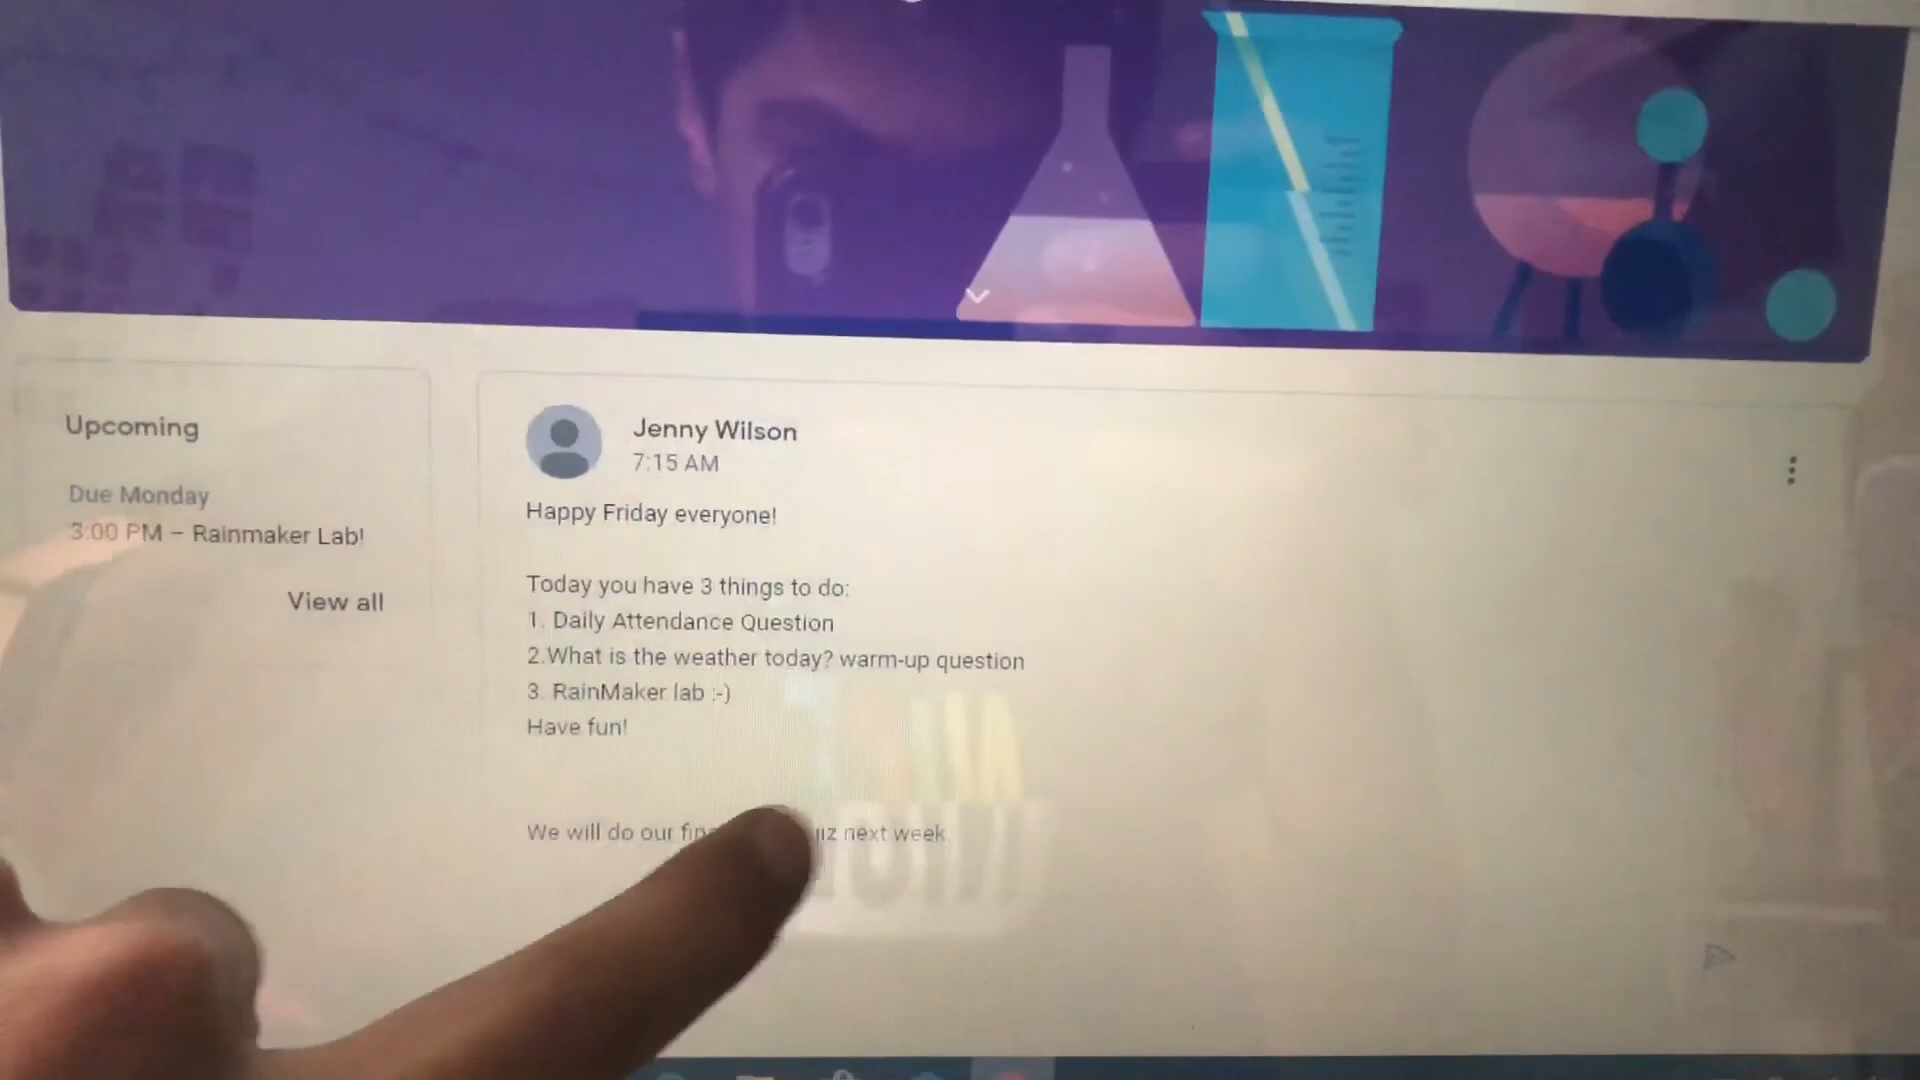 Upcoming
Due Monday
3:00 PM – Rainmaker Lab!
View all
Jenny Wilson
7:15 AM
Happy Friday everyone!
Today you have 3 things to do:
1. Daily Attendance Question
2.What is the weather today? warm-up question
3. RainMaker lab :-)
Have fun!
We will do our next week